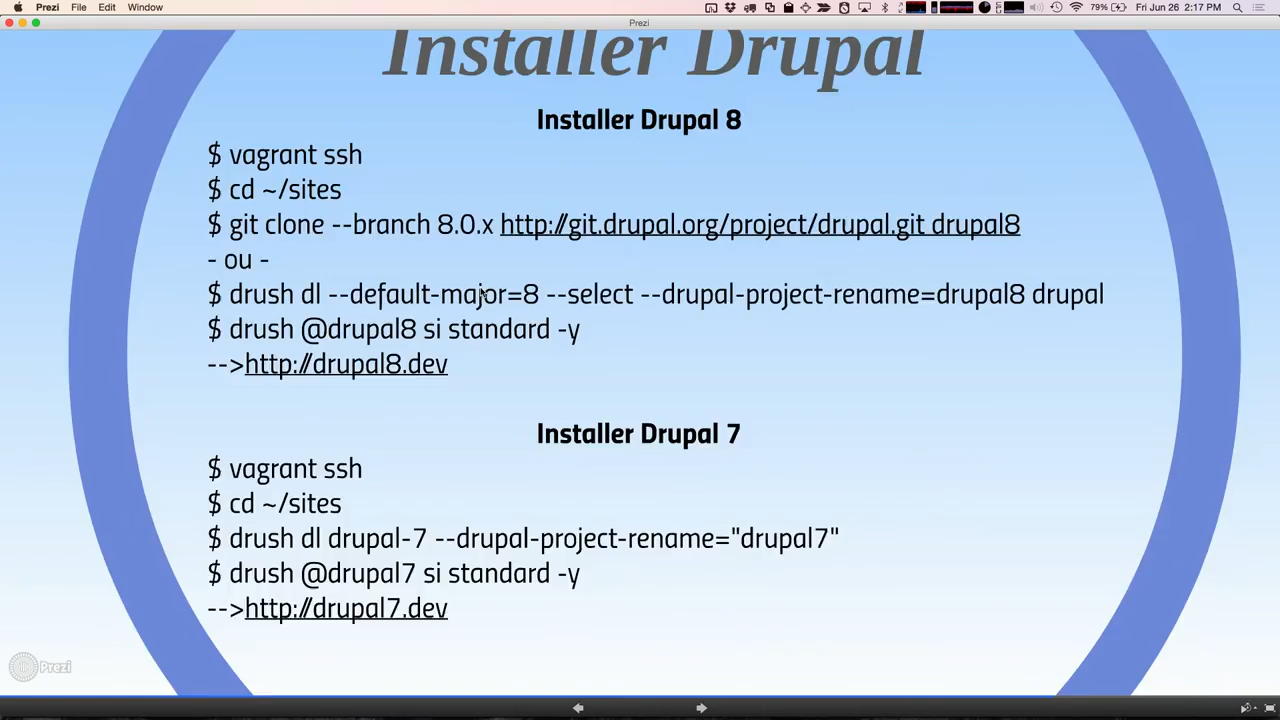 Prezi File Edit Window 79% Fri Jun 26 2:17 PM
Prezi
Installer Drupal
Installer Drupal 8
$ vagrant ssh
$ cd ~/sites
$ git clone --branch 8.0.x http://git.drupal.org/project/drupal.git drupal8
- ou -
$ drush dl --default-major=8 --select --drupal-project-rename=drupal8 drupal
$ drush @drupal8 si standard -y
-->http://drupal8.dev
Installer Drupal 7
$ vagrant ssh
$ cd ~/sites
$ drush dl drupal-7 --drupal-project-rename="drupal7"
$ drush @drupal7 si standard -y
-->http://drupal7.dev
Prezi